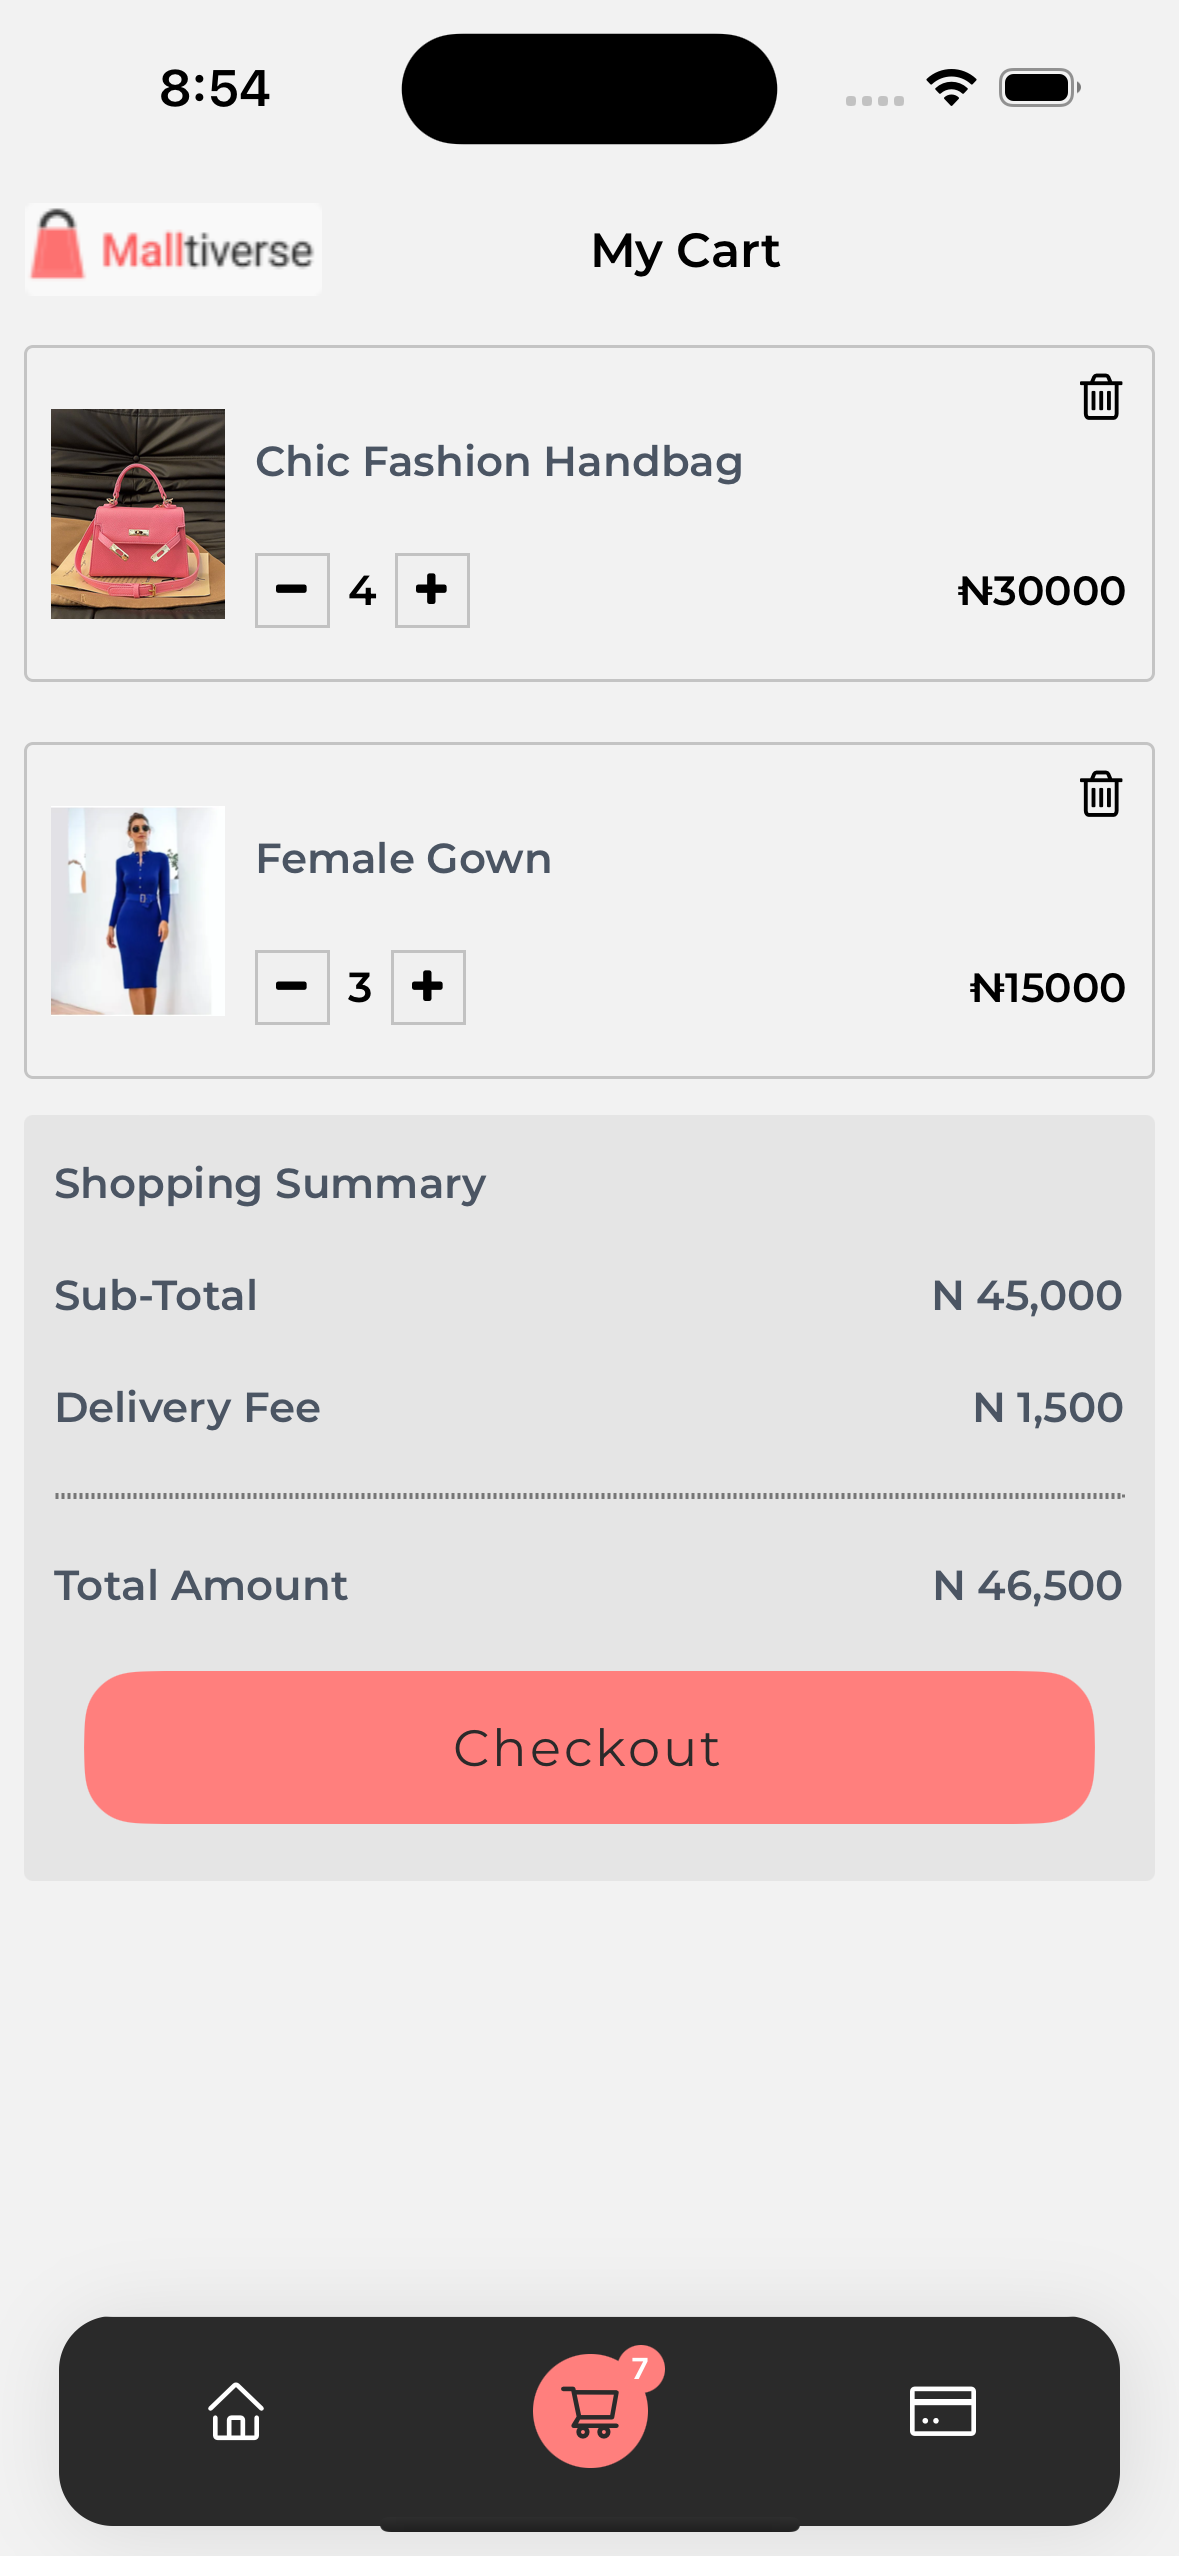 8:54
Malltiverse
My Cart
Chic Fashion Handbag
4
₦30000
Female Gown
3
₦15000
Shopping Summary
Sub-Total
N 45,000
Delivery Fee
N 1,500
Total Amount
N 46,500
Checkout
7